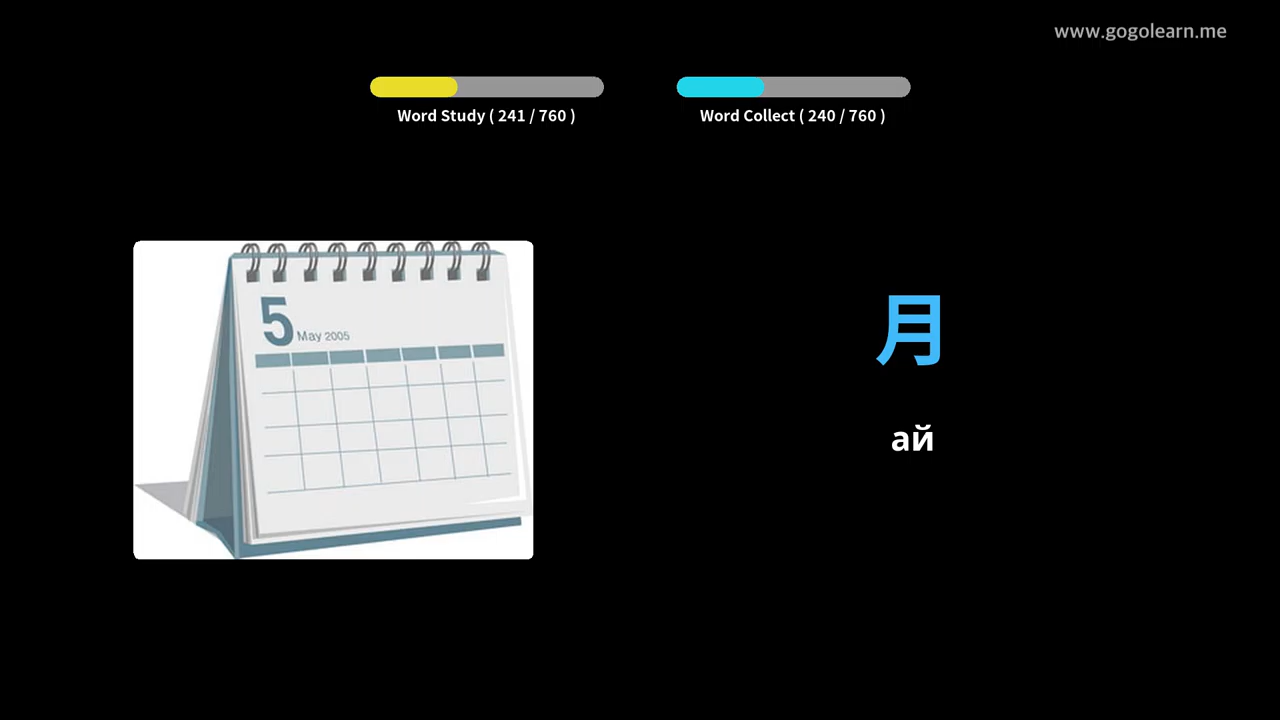 www.gogolearn.me
Word Study ( 241 / 760 )
Word Collect ( 240 / 760 )
5 May 2005
月
ай